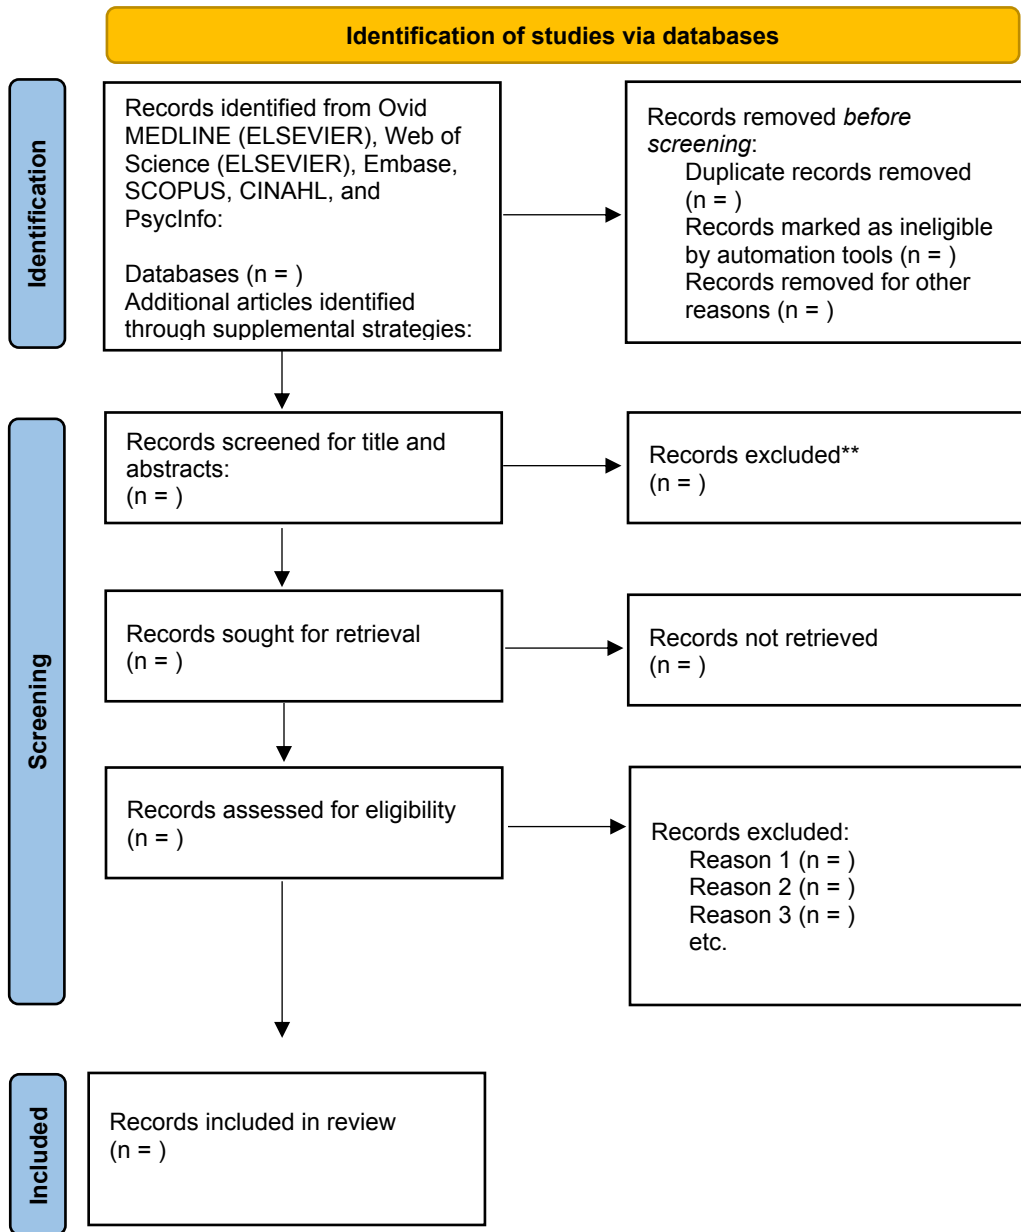 Identification of studies via databases
Identification
Records identified from Ovid
MEDLINE (ELSEVIER), Web of
Science (ELSEVIER), Embase,
SCOPUS, CINAHL, and
PsycInfo:
Databases (n = )
Additional articles identified
through supplemental strategies:
Records removed before
screening:
Duplicate records removed
(n = )
Records marked as ineligible
by automation tools (n = )
Records removed for other
reasons (n = )
Screening
Records screened for title and
abstracts:
(n = )
Records excluded**
(n = )
Records sought for retrieval
(n = )
Records not retrieved
(n = )
Records assessed for eligibility
(n = )
Records excluded:
Reason 1 (n = )
Reason 2 (n = )
Reason 3 (n = )
etc.
Included
Records included in review
(n = )